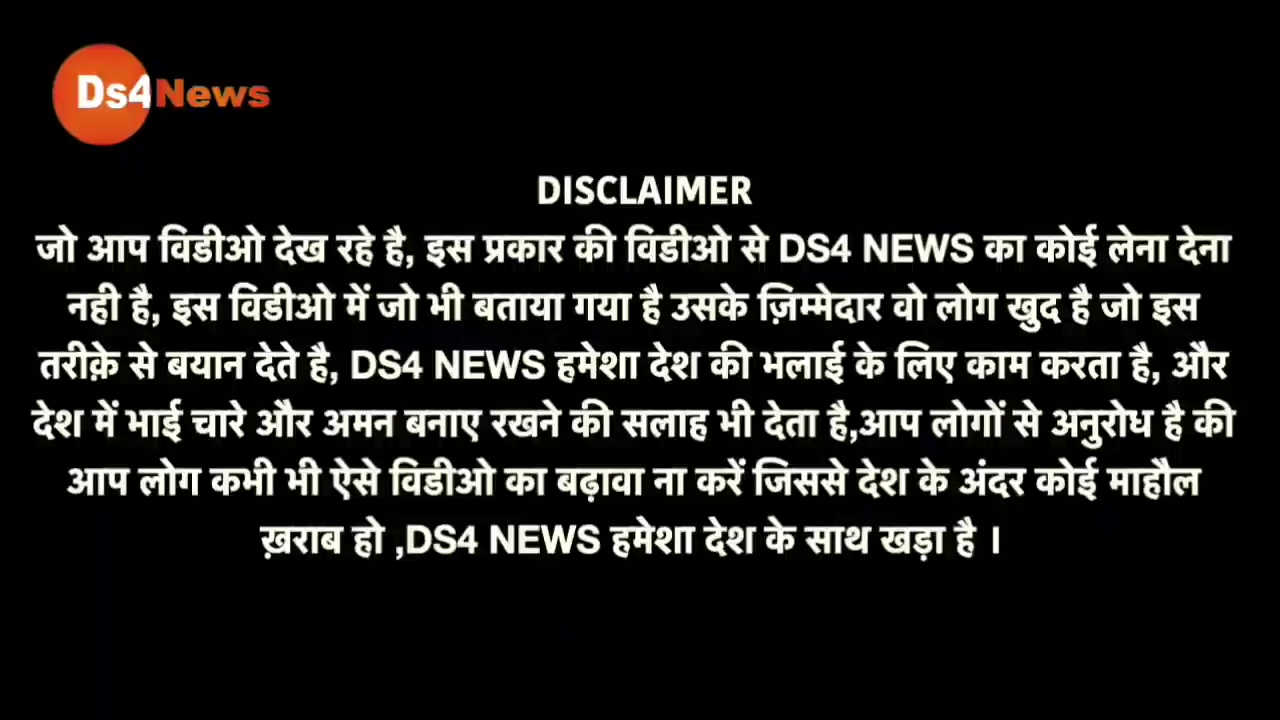 Ds4News
DISCLAIMER
जो आप विडीओ देख रहे है, इस प्रकार की विडीओ से DS4 NEWS का कोई लेना देना
नही है, इस विडीओ में जो भी बताया गया है उसके ज़िम्मेदार वो लोग खुद है जो इस
तरीक़े से बयान देते है, DS4 NEWS हमेशा देश की भलाई के लिए काम करता है, और
देश में भाई चारे और अमन बनाए रखने की सलाह भी देता है,आप लोगों से अनुरोध है की
आप लोग कभी भी ऐसे विडीओ का बढ़ावा ना करें जिससे देश के अंदर कोई माहौल
ख़राब हो ,DS4 NEWS हमेशा देश के साथ खड़ा है ।